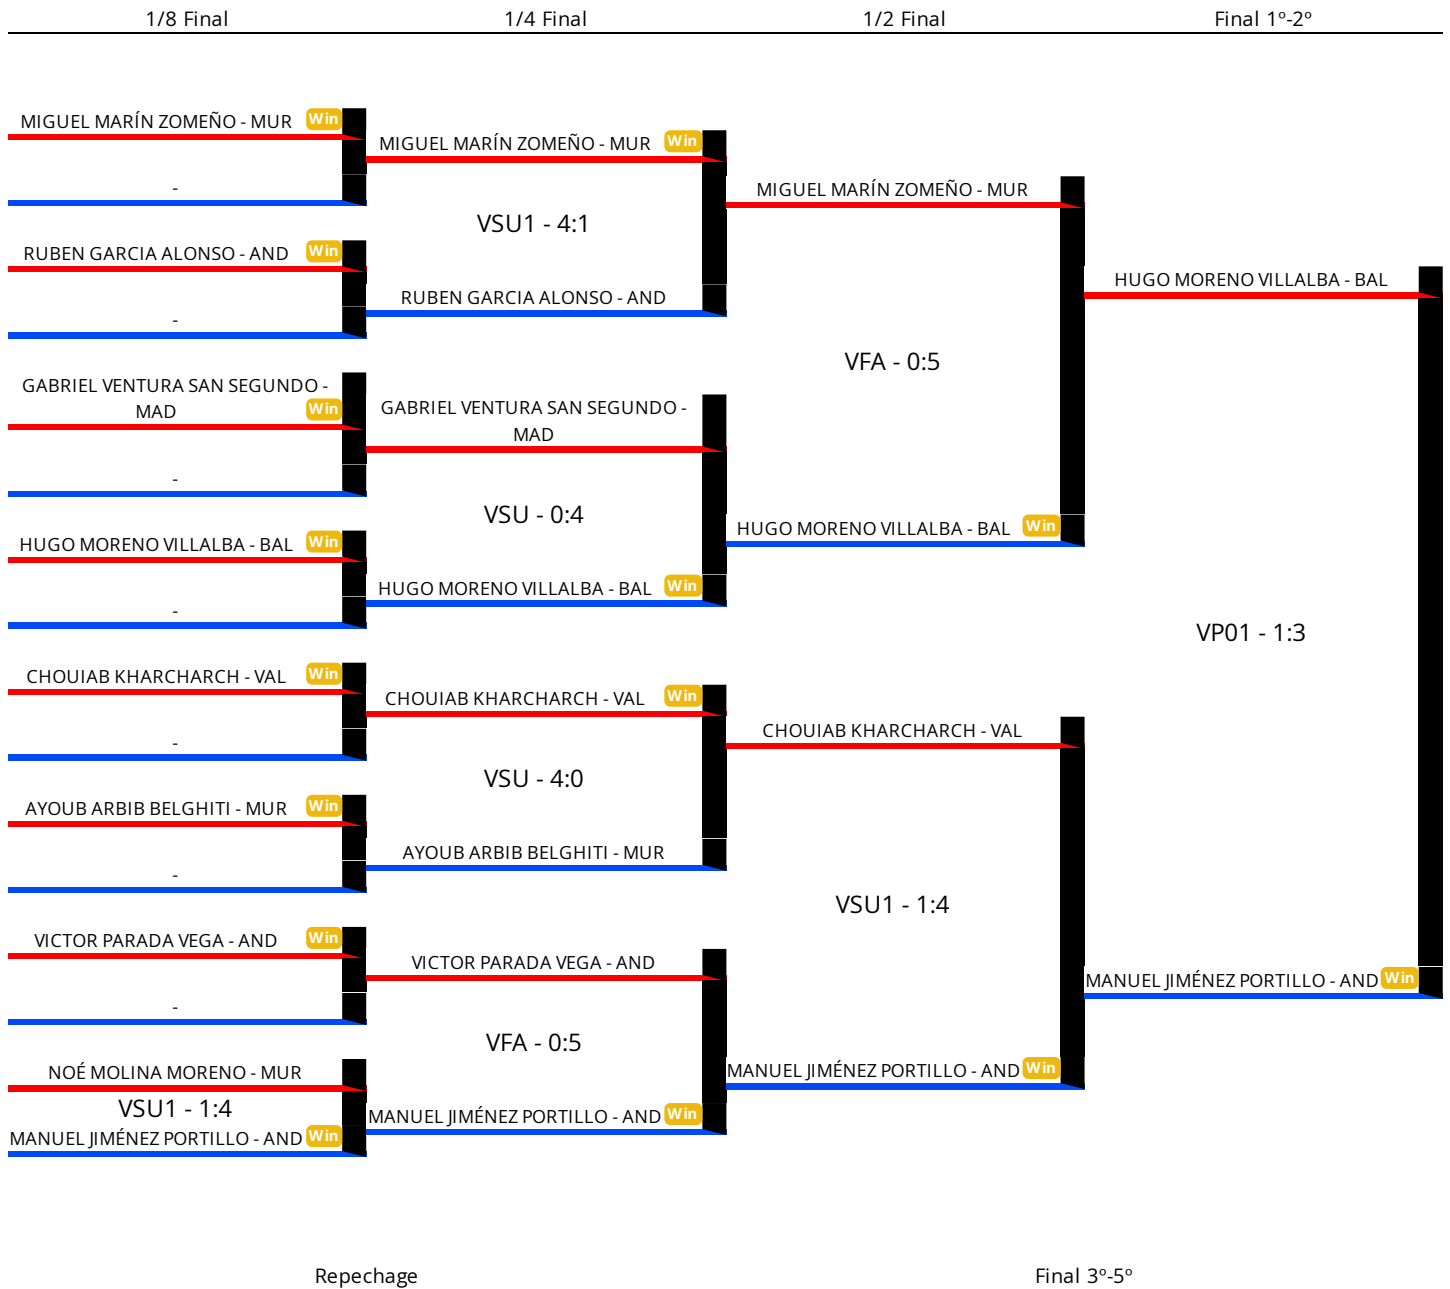 1/8 Final
1/4 Final
1/2 Final
Final 1º-2º
MIGUEL MARÍN ZOMEÑO - MUR Win
-
RUBEN GARCIA ALONSO - AND Win
-
GABRIEL VENTURA SAN SEGUNDO -
MAD Win
-
HUGO MORENO VILLALBA - BAL Win
-
CHOUIAB KHARCHARCH - VAL Win
-
AYOUB ARBIB BELGHITI - MUR Win
-
VICTOR PARADA VEGA - AND Win
-
NOÉ MOLINA MORENO - MUR
VSU1 - 1:4
MANUEL JIMÉNEZ PORTILLO - AND Win
MIGUEL MARÍN ZOMEÑO - MUR Win
VSU1 - 4:1
RUBEN GARCIA ALONSO - AND
GABRIEL VENTURA SAN SEGUNDO -
MAD
VSU - 0:4
HUGO MORENO VILLALBA - BAL Win
CHOUIAB KHARCHARCH - VAL Win
VSU - 4:0
AYOUB ARBIB BELGHITI - MUR
VICTOR PARADA VEGA - AND
VFA - 0:5
MANUEL JIMÉNEZ PORTILLO - AND Win
MIGUEL MARÍN ZOMEÑO - MUR
VFA - 0:5
HUGO MORENO VILLALBA - BAL Win
CHOUIAB KHARCHARCH - VAL
VSU1 - 1:4
MANUEL JIMÉNEZ PORTILLO - AND Win
HUGO MORENO VILLALBA - BAL
VP01 - 1:3
MANUEL JIMÉNEZ PORTILLO - AND Win
Repechage
Final 3º-5º